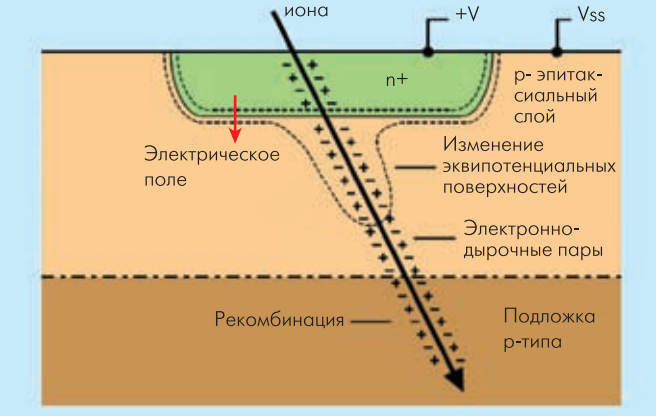 иона
+V
Vss
n+
p- эпитак-
сиальный
слой
Электрическое
поле
Изменение
эквипотенциальных
поверхностей
Электронно-
дырочные пары
Рекомбинация
Подложка
p-типа